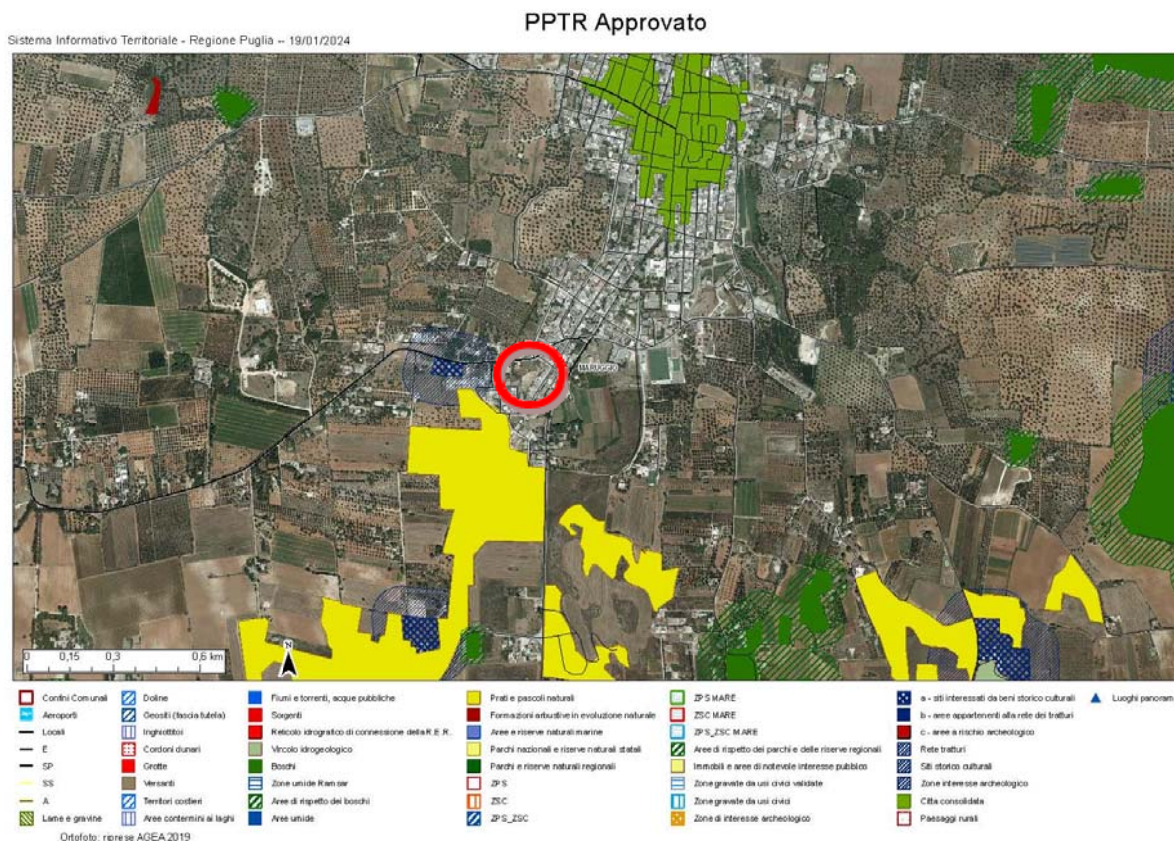 PPTR Approvato
Sistema Informativo Territoriale - Regione Puglia -- 19/01/2024
MARUGGIO
N
0 0,15 0,3 0,6 km
Confini Comunali
Aeroporti
Locali
E
SP
SS
A
Lame e gravine
Doline
Geositi (fascia tutela)
Inghiottitoi
Cordoni dunari
Grotte
Versanti
Territori costieri
Aree contermini ai laghi
Fiumi e torrenti, acque pubbliche
Sorgenti
Reticolo idrografico di connessione della R.E.R.
Vincolo idrogeologico
Boschi
Zone umide Ramsar
Aree di rispetto dei boschi
Aree umide
Prati e pascoli naturali
Formazioni arbustive in evoluzione naturale
Aree e riserve naturali marine
Parchi nazionali e riserve naturali statali
Parchi e riserve naturali regionali
ZPS
ZSC
ZPS_ZSC
ZPS MARE
ZSC MARE
ZPS_ZSC MARE
Aree di rispetto dei parchi e delle riserve regionali
Immobili e aree di notevole interesse pubblico
Zone gravate da usi civici validate
Zone gravate da usi civici
Zone di interesse archeologico
a - siti interessati da beni storico culturali
b - aree appartenenti alla rete dei tratturi
c - aree a rischio archeologico
Rete tratturi
Siti storico culturali
Zone interesse archeologico
Città consolidata
Paesaggi rurali
Luoghi panoram
Ortofoto: riprese AGEA 2019